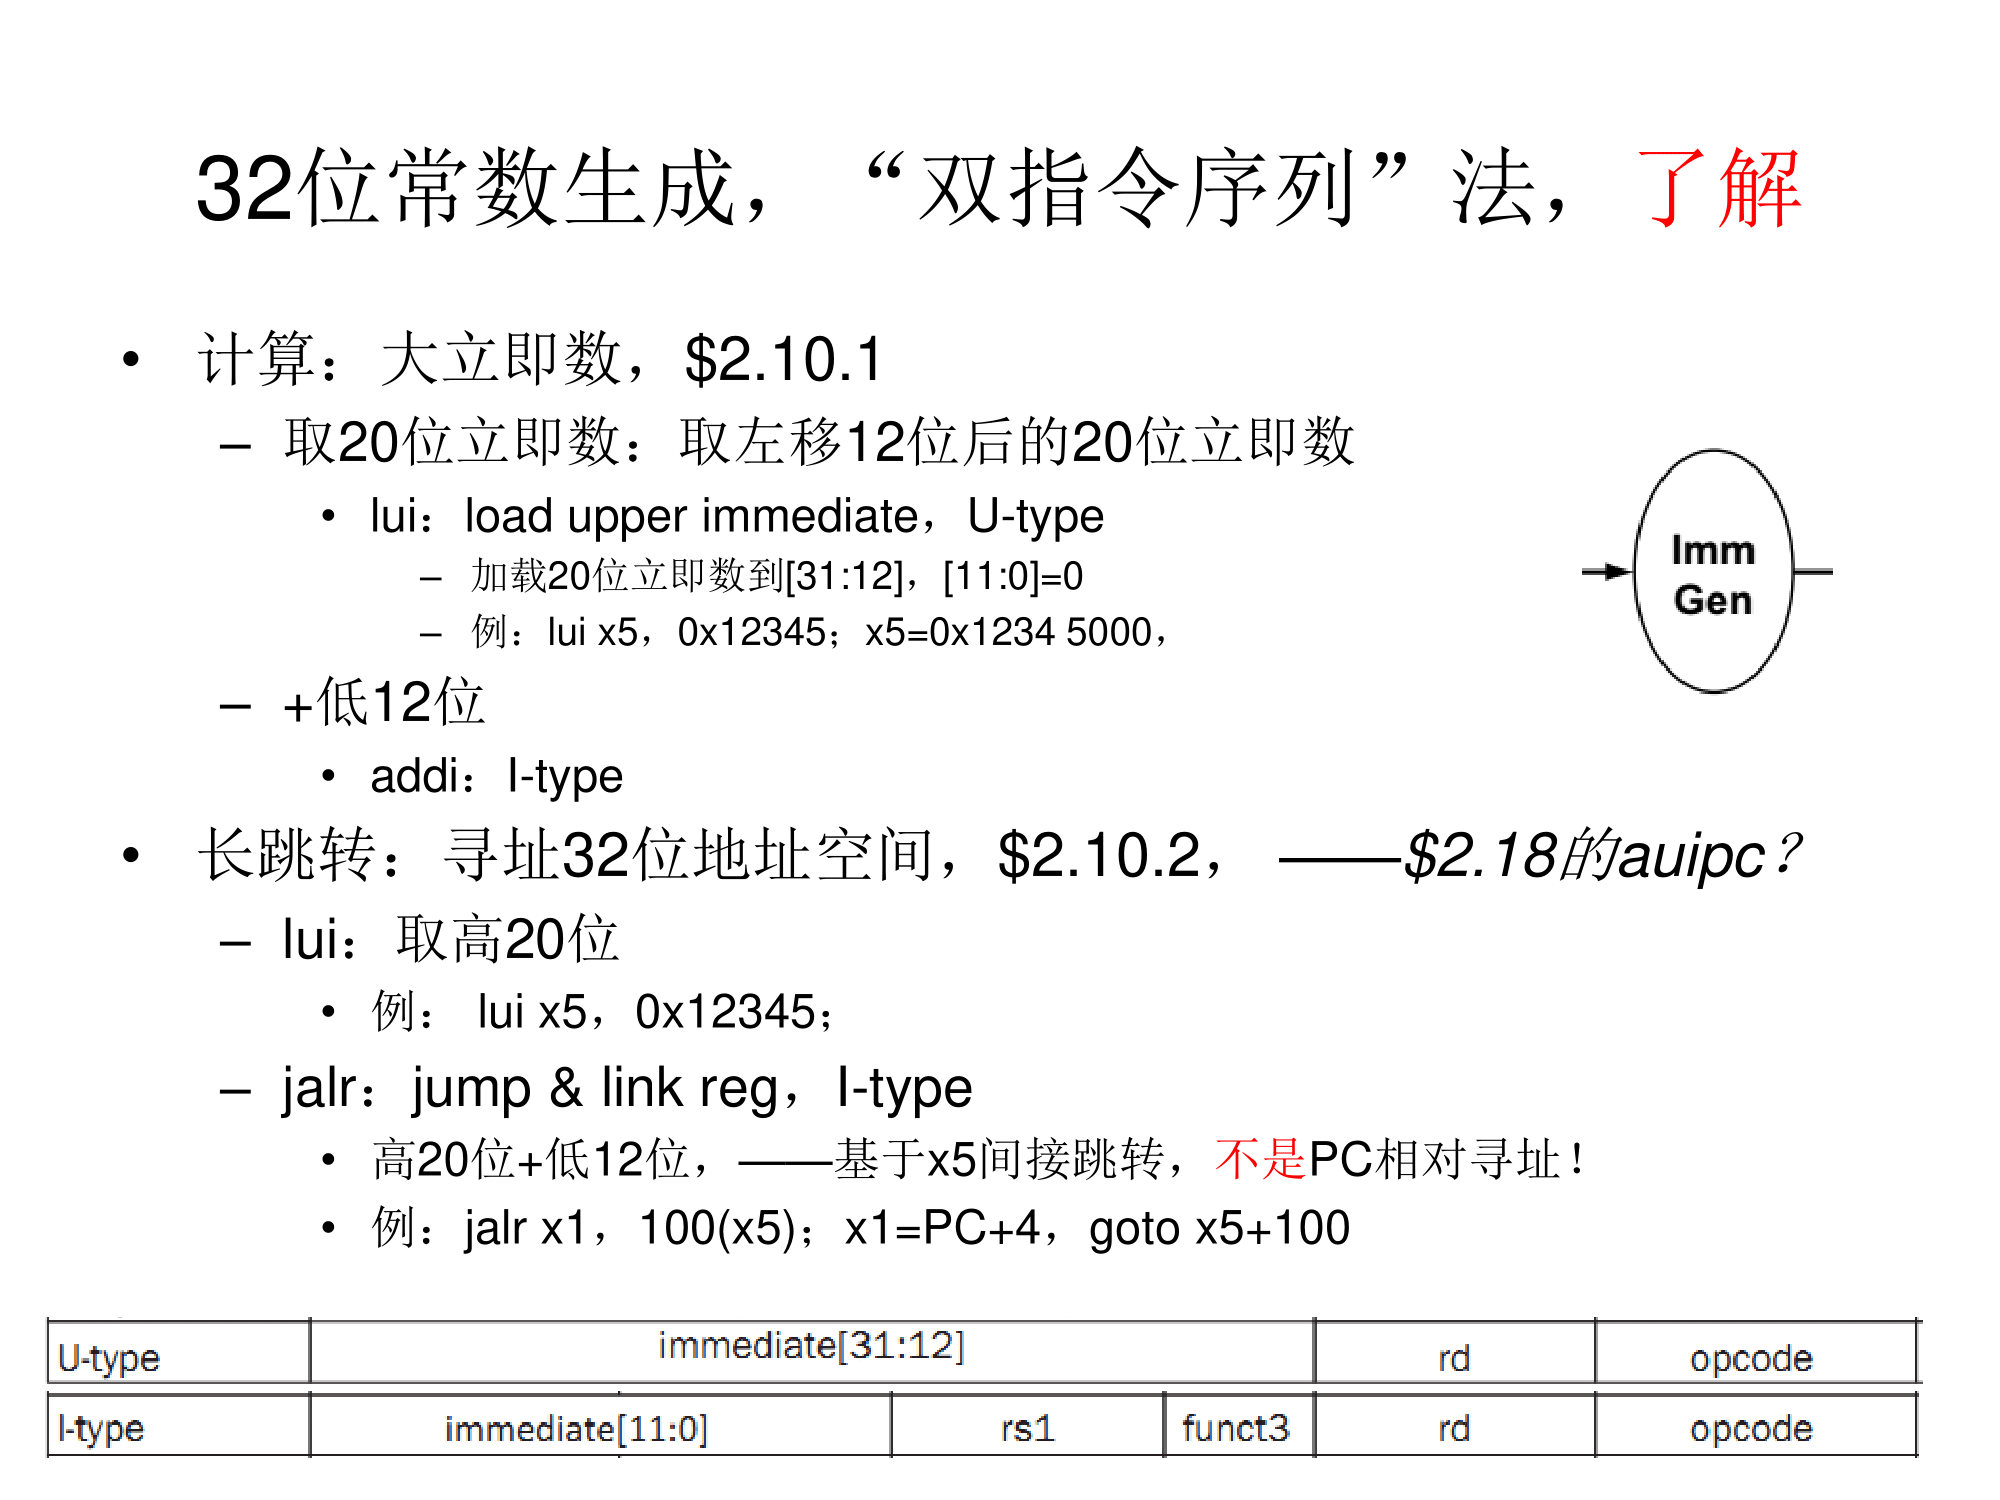 32位常数生成，“双指令序列”法，了解
• 计算：大立即数，$2.10.1
– 取20位立即数：取左移12位后的20位立即数
• lui：load upper immediate，U-type
– 加载20位立即数到[31:12]，[11:0]=0
– 例：lui x5，0x12345；x5=0x1234 5000，
Imm
Gen
– +低12位
• addi：I-type
• 长跳转：寻址32位地址空间，$2.10.2，——$2.18的auipc？
– lui：取高20位
• 例： lui x5，0x12345；
– jalr：jump & link reg，I-type
• 高20位+低12位，——基于x5间接跳转，不是PC相对寻址！
• 例：jalr x1，100(x5)；x1=PC+4，goto x5+100
U-type immediate[31:12] rd opcode
I-type immediate[11:0] rs1 funct3 rd opcode